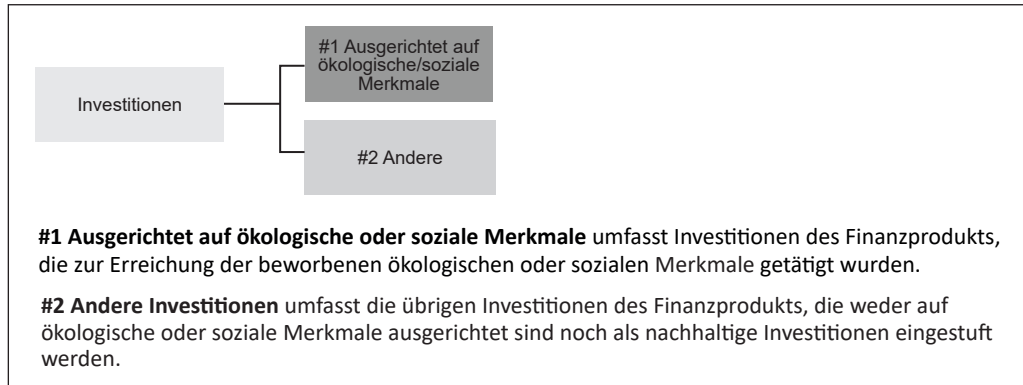 #1 Ausgerichtet auf
ökologische/soziale
Merkmale
Investitionen
#2 Andere
#1 Ausgerichtet auf ökologische oder soziale Merkmale umfasst Investitionen des Finanzprodukts,
die zur Erreichung der beworbenen ökologischen oder sozialen Merkmale getätigt wurden.
#2 Andere Investitionen umfasst die übrigen Investitionen des Finanzprodukts, die weder auf
ökologische oder soziale Merkmale ausgerichtet sind noch als nachhaltige Investitionen eingestuft
werden.